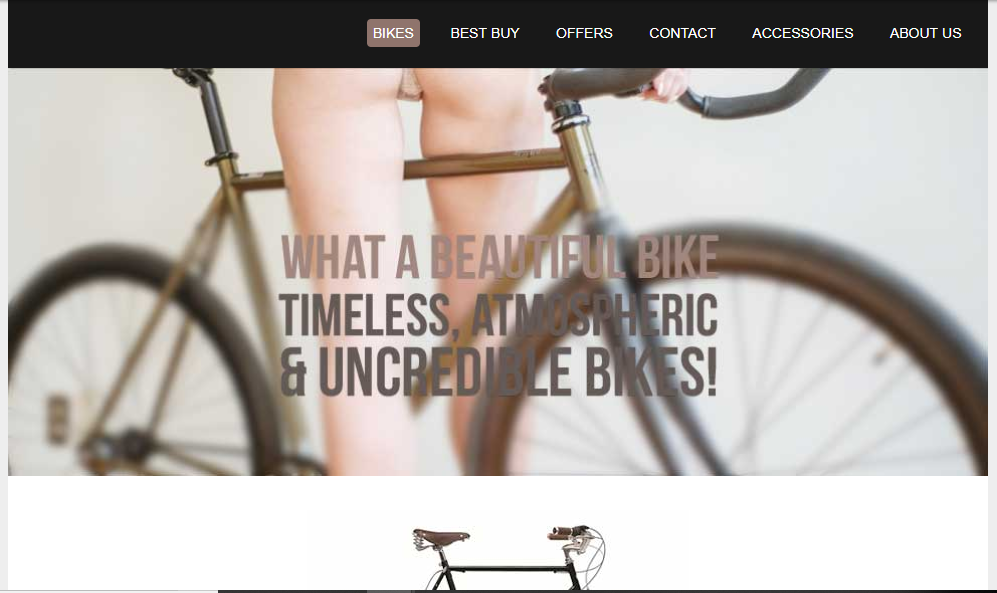 BIKES BEST BUY OFFERS CONTACT ACCESSORIES ABOUT US
WHAT A BEAUTIFUL BIKE
TIMELESS, ATMOSPHERIC
& UNCREDIBLE BIKES!